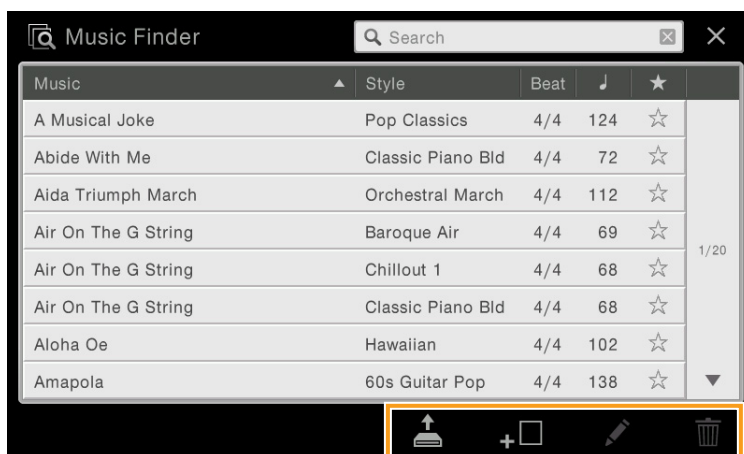 Music Finder Search
Music Style Beat ♩ ★
A Musical Joke Pop Classics 4/4 124 ☆
Abide With Me Classic Piano Bld 4/4 72 ☆
Aida Triumph March Orchestral March 4/4 112 ☆
Air On The G String Baroque Air 4/4 69 ☆
Air On The G String Chillout 1 4/4 68 ☆
1/20
Air On The G String Classic Piano Bld 4/4 68 ☆
Aloha Oe Hawaiian 4/4 102 ☆
Amapola 60s Guitar Pop 4/4 138 ☆